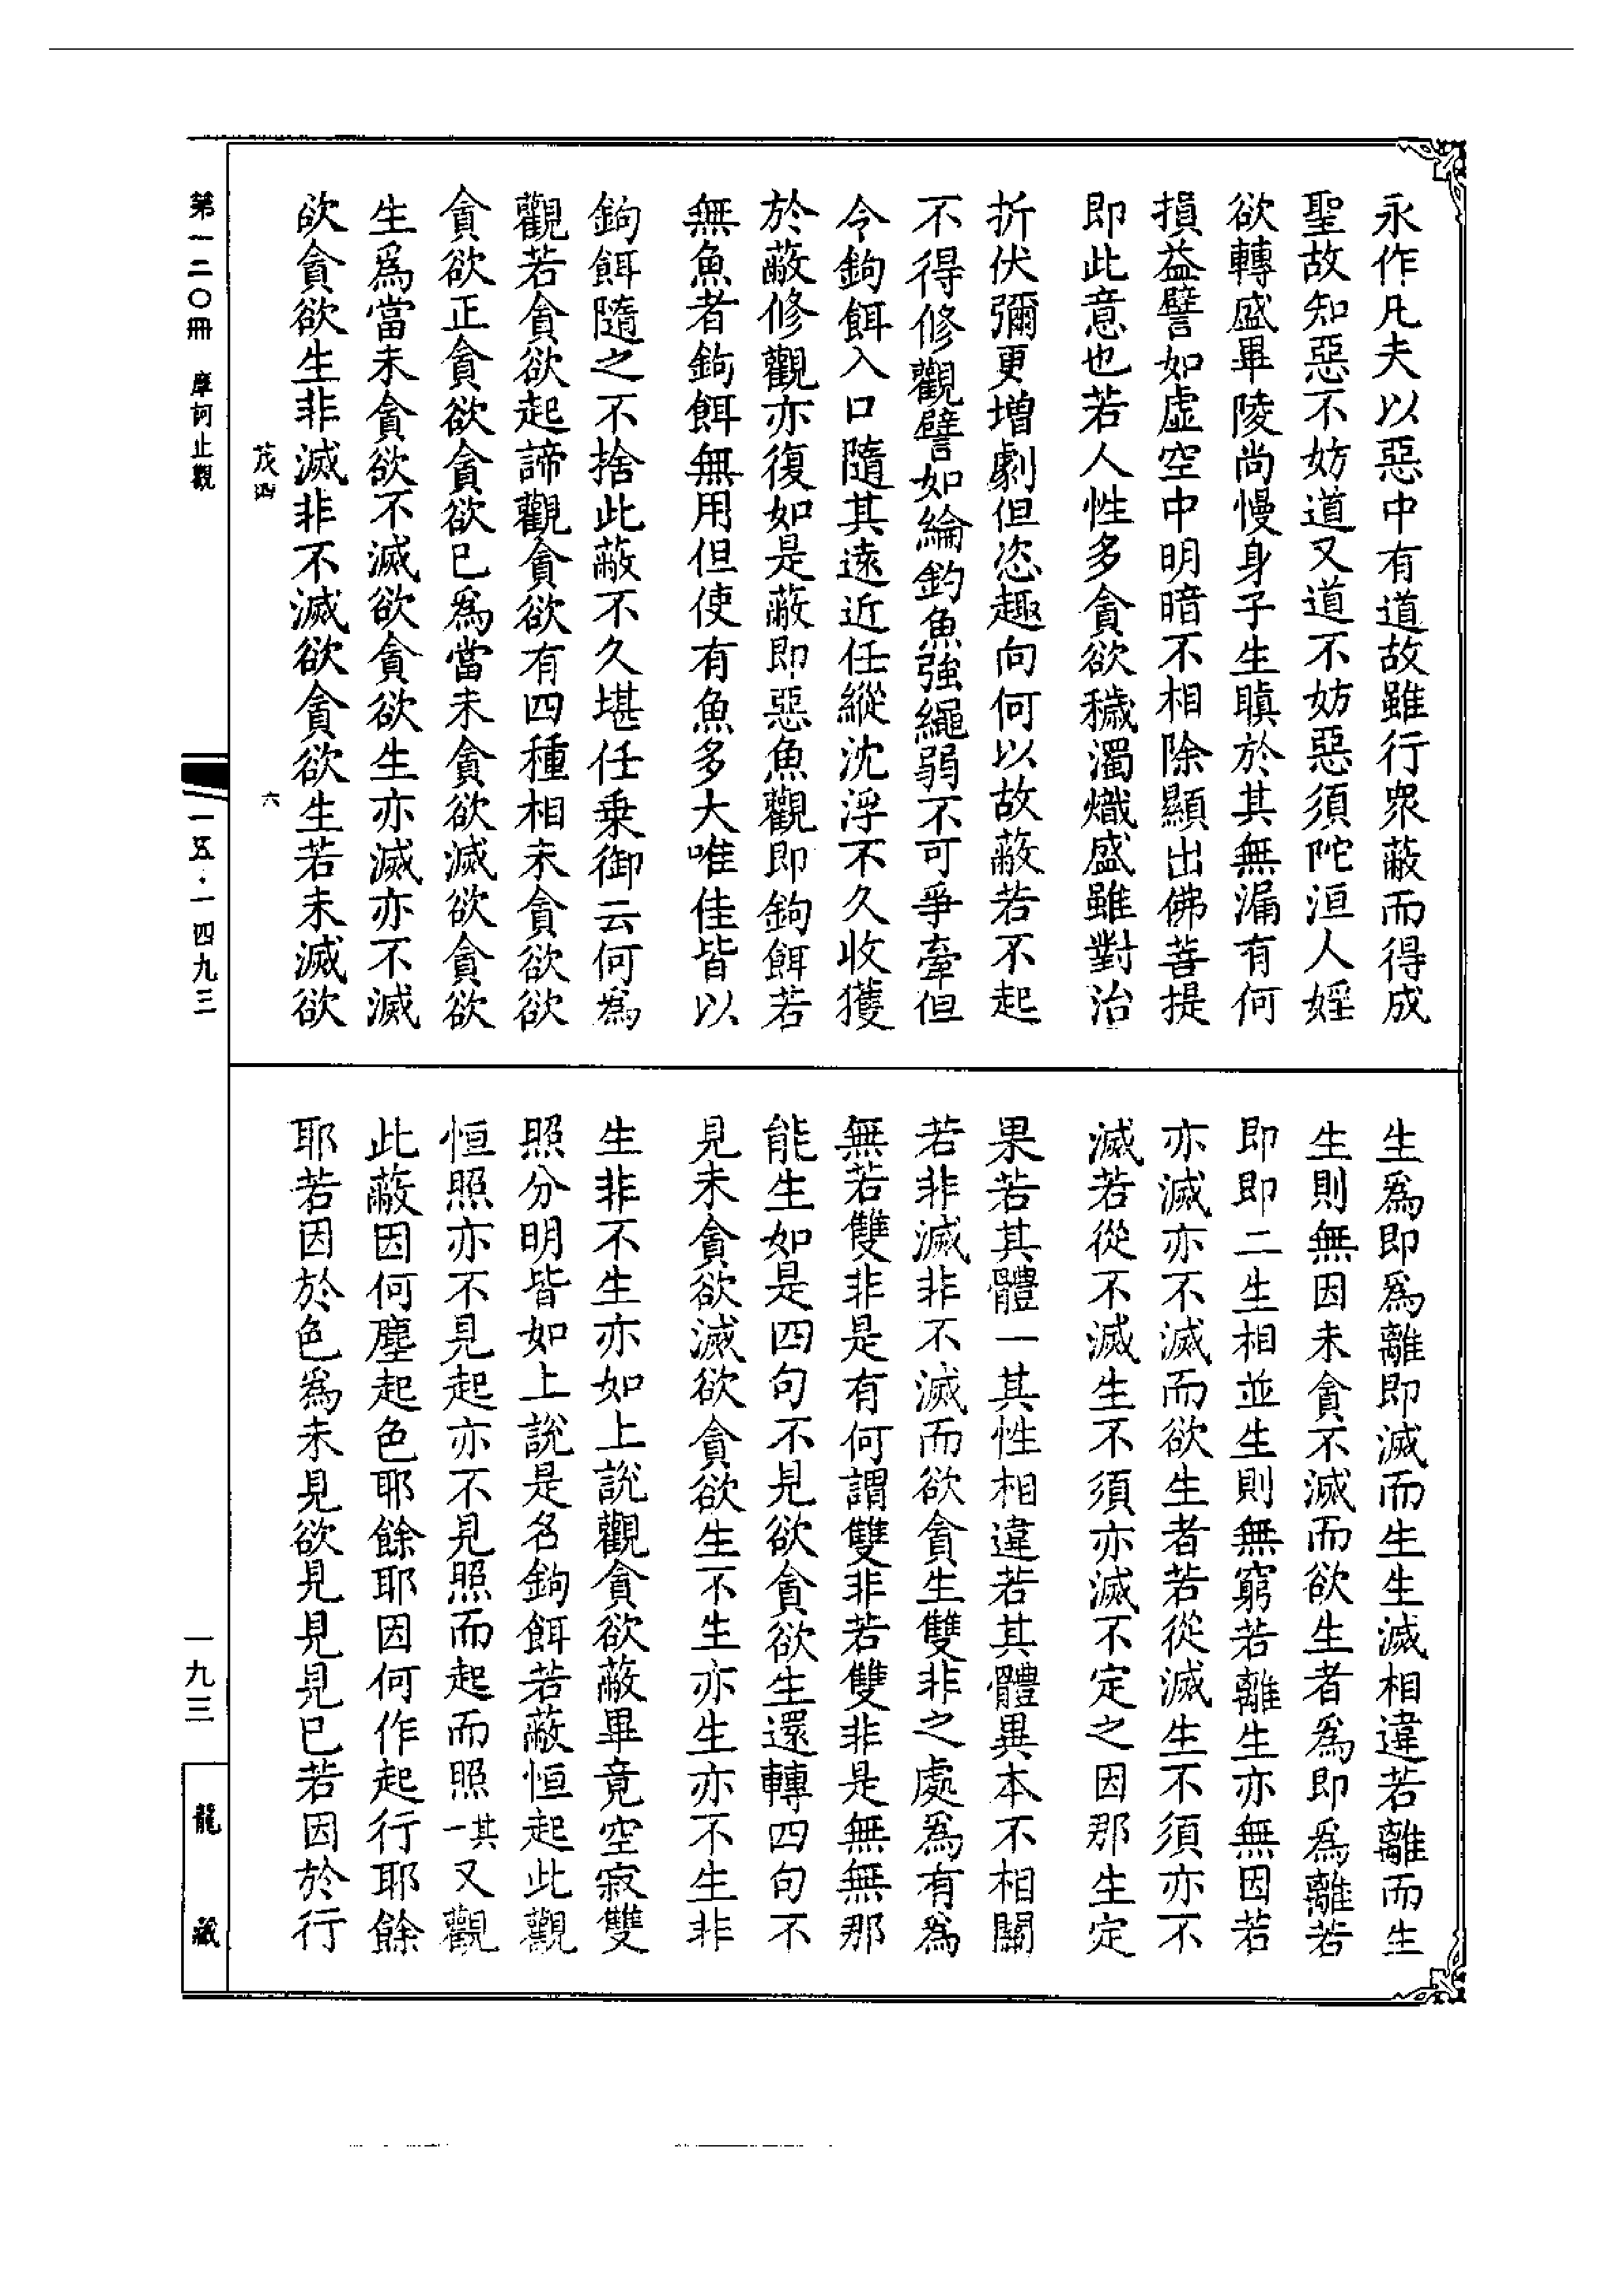 永作凡夫以惡中有道故雖行衆蔽而得成
聖故知惡不妨道又道不妨惡須陀洹人婬
欲轉盛畢陵尚慢身子生瞋於其無漏有何
損益譬如虛空中明暗不相除顯出佛菩提
即此意也若人性多貪欲穢濁熾盛雖對治
折伏彌更增劇但恣趣向何以故蔽若不起
不得修觀譬如綸釣魚強繩弱不可爭牽但
令鉤餌入口隨其遠近任縱沈浮不久收獲
於蔽修觀亦復如是蔽即惡魚觀即鉤餌若
無魚者鉤餌無用但使有魚多大唯佳皆以
鉤餌隨之不捨此蔽不久堪任乗御云何爲
觀若貪欲起諦觀貪欲有四種相未貪欲欲
貪欲正貪欲貪欲已爲當未貪欲滅欲貪欲
生爲當未貪欲不滅欲貪欲生亦滅亦不滅
欲貪欲生非滅非不滅欲貪欲生若未滅欲
生爲即爲離即滅而生生滅相違若離而生
生則無因未貪不滅而欲生者爲即爲離若
即即二生相並生則無窮若離生亦無因若
亦滅亦不滅而欲生者若從滅生不須亦不
滅若從不滅生不須亦滅不定之因那生定
果若其體一其性相違若其體異本不相關
若非滅非不滅而欲貪生雙非之處爲有爲
無若雙非是有何謂雙非若雙非是無無那
能生如是四句不見欲貪欲生還轉四句不
見未貪欲滅欲貪欲生不生亦生亦不生非
生非不生亦如上說觀貪欲蔽畢竟空寂雙
照分明皆如上說是名鉤餌若蔽恒起此觀
恒照亦不見起亦不見照而起而照其一又觀
此蔽因何塵起色耶餘耶因何作起行耶餘
耶若因於色爲未見欲見見見已若因於行
茂四
六
第一二〇冊 摩訶止觀
一五·一四九三
一九三
龍藏